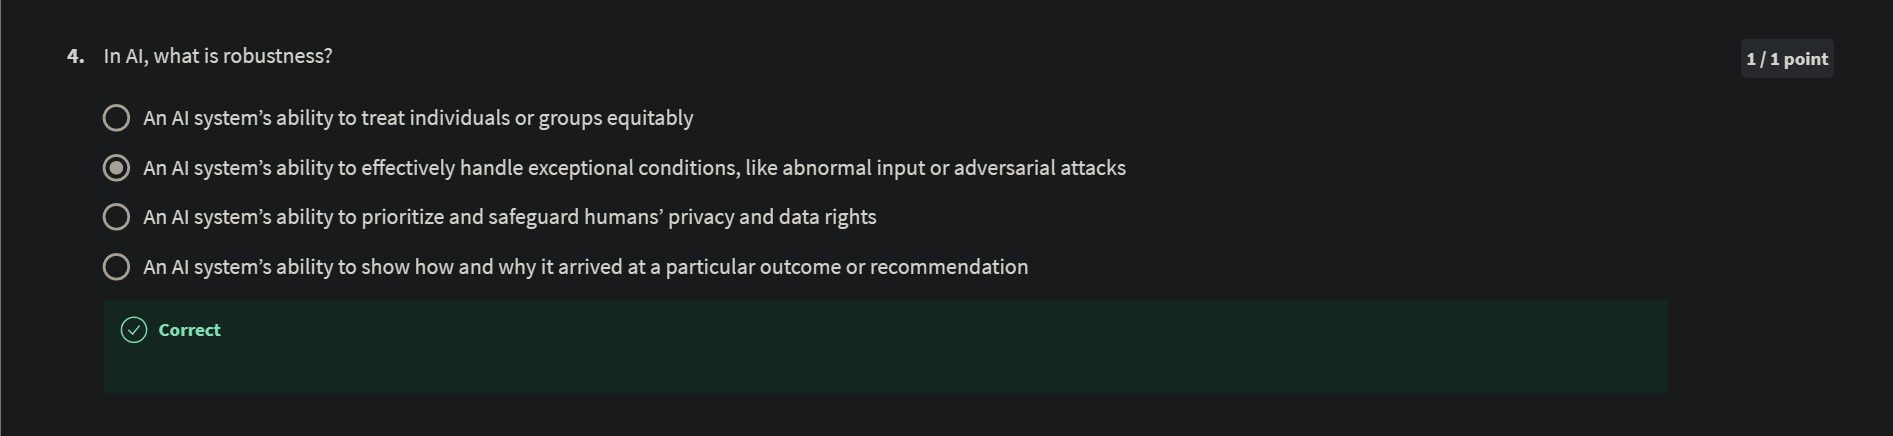 4. In AI, what is robustness?
1 / 1 point
An AI system’s ability to treat individuals or groups equitably
An AI system’s ability to effectively handle exceptional conditions, like abnormal input or adversarial attacks
An AI system’s ability to prioritize and safeguard humans’ privacy and data rights
An AI system’s ability to show how and why it arrived at a particular outcome or recommendation
Correct